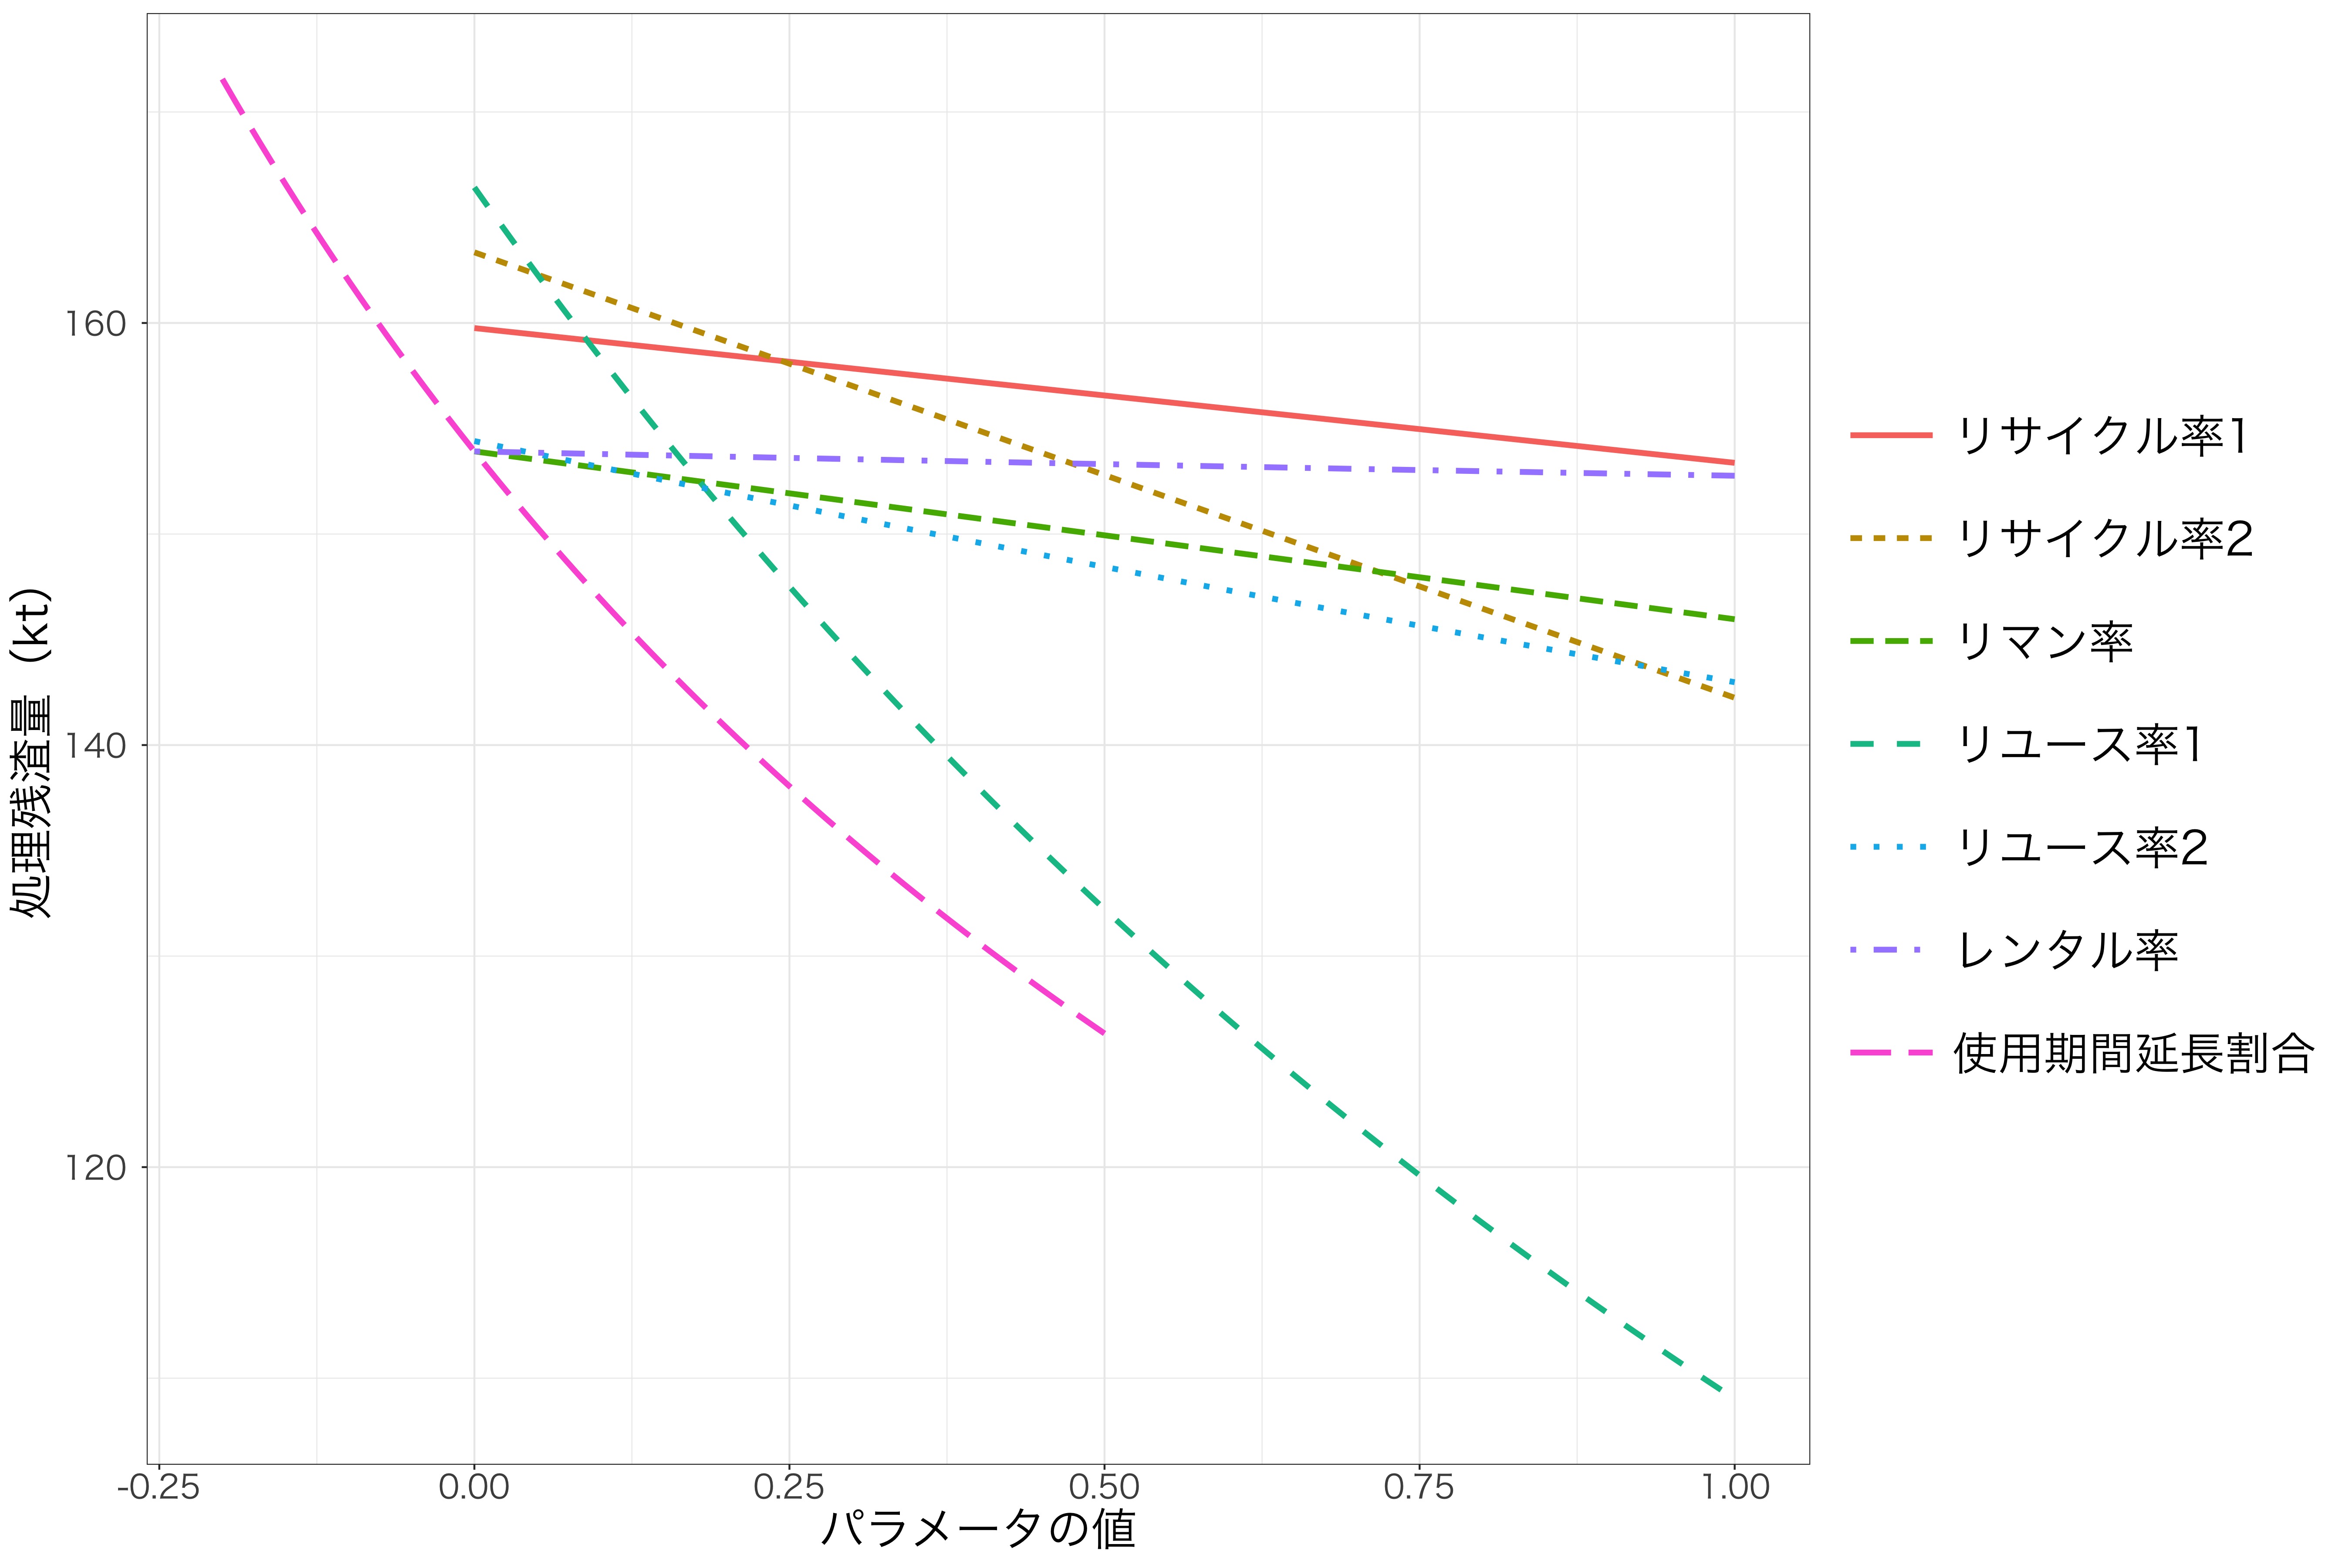 処理残渣量（kt）
160
140
120
-0.25
0.00
0.25
0.50
0.75
1.00
パラメータの値
リサイクル率1
リサイクル率2
リマン率
リユース率1
リユース率2
レンタル率
使用期間延長割合